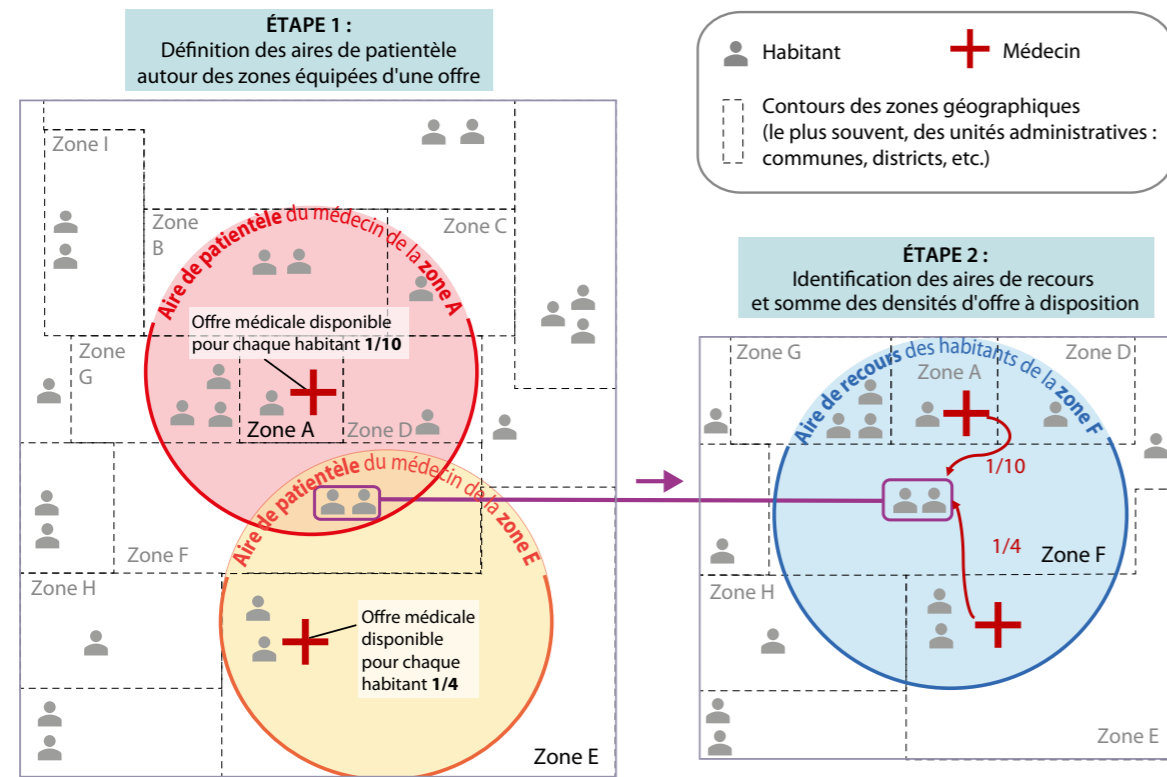 ÉTAPE 1 :
Définition des aires de patientèle
autour des zones équipées d'une offre
Habitant
Médecin
Contours des zones géographiques
(le plus souvent, des unités administratives :
communes, districts, etc.)
Zone I
Zone
B
Zone C
Aire de patientèle du médecin de la zone A
Offre médicale disponible
pour chaque habitant 1/10
Zone
G
Zone A
Zone D
Aire de patientèle du médecin de la zone E
Zone F
Zone H
Offre médicale
disponible
pour chaque
habitant 1/4
Zone E
ÉTAPE 2 :
Identification des aires de recours
et somme des densités d'offre à disposition
Zone G
Zone D
Aire de recours des habitants de la zone F
Zone A
1/10
1/4
Zone F
Zone H
Zone E